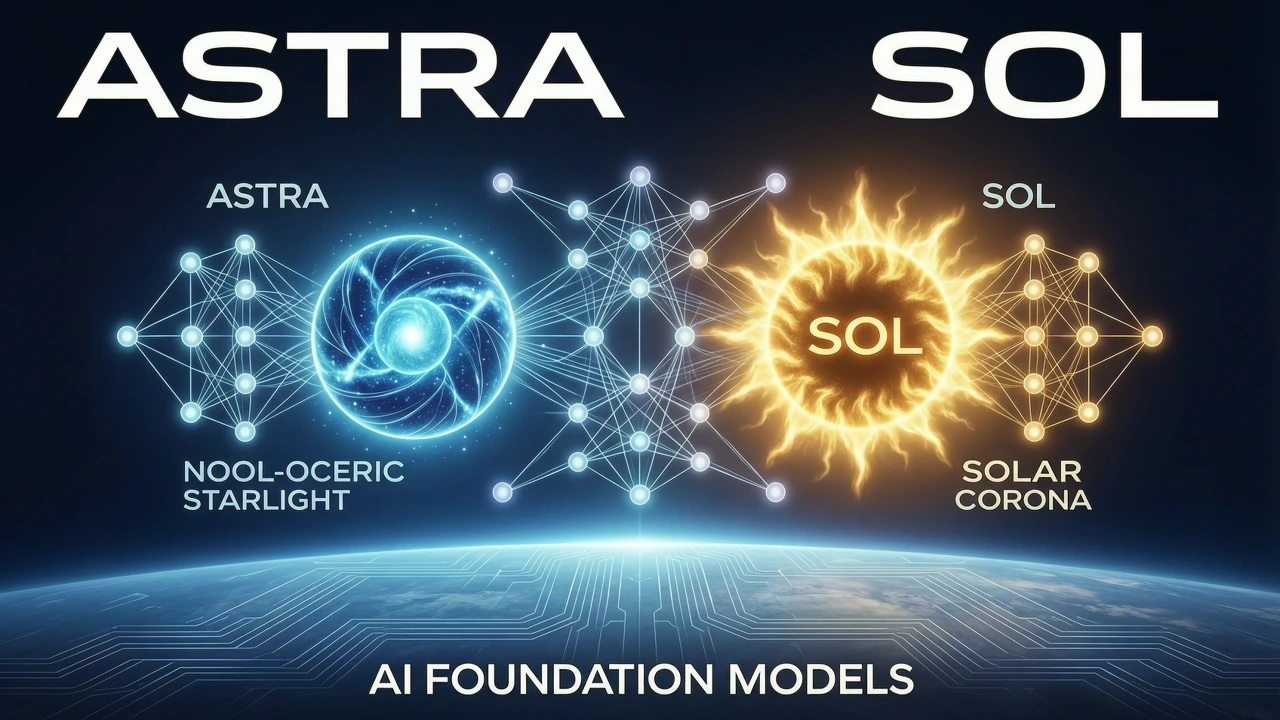 ASTRA
SOL
ASTRA
SOL
SOL
NOOL-OCERIC
STARLIGHT
SOLAR
CORONA
AI FOUNDATION MODELS